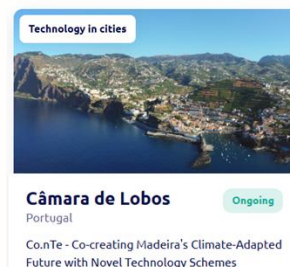 Technology in cities
Câmara de Lobos
Ongoing
Portugal
Co.nTe - Co-creating Madeira's Climate-Adapted
Future with Novel Technology Schemes